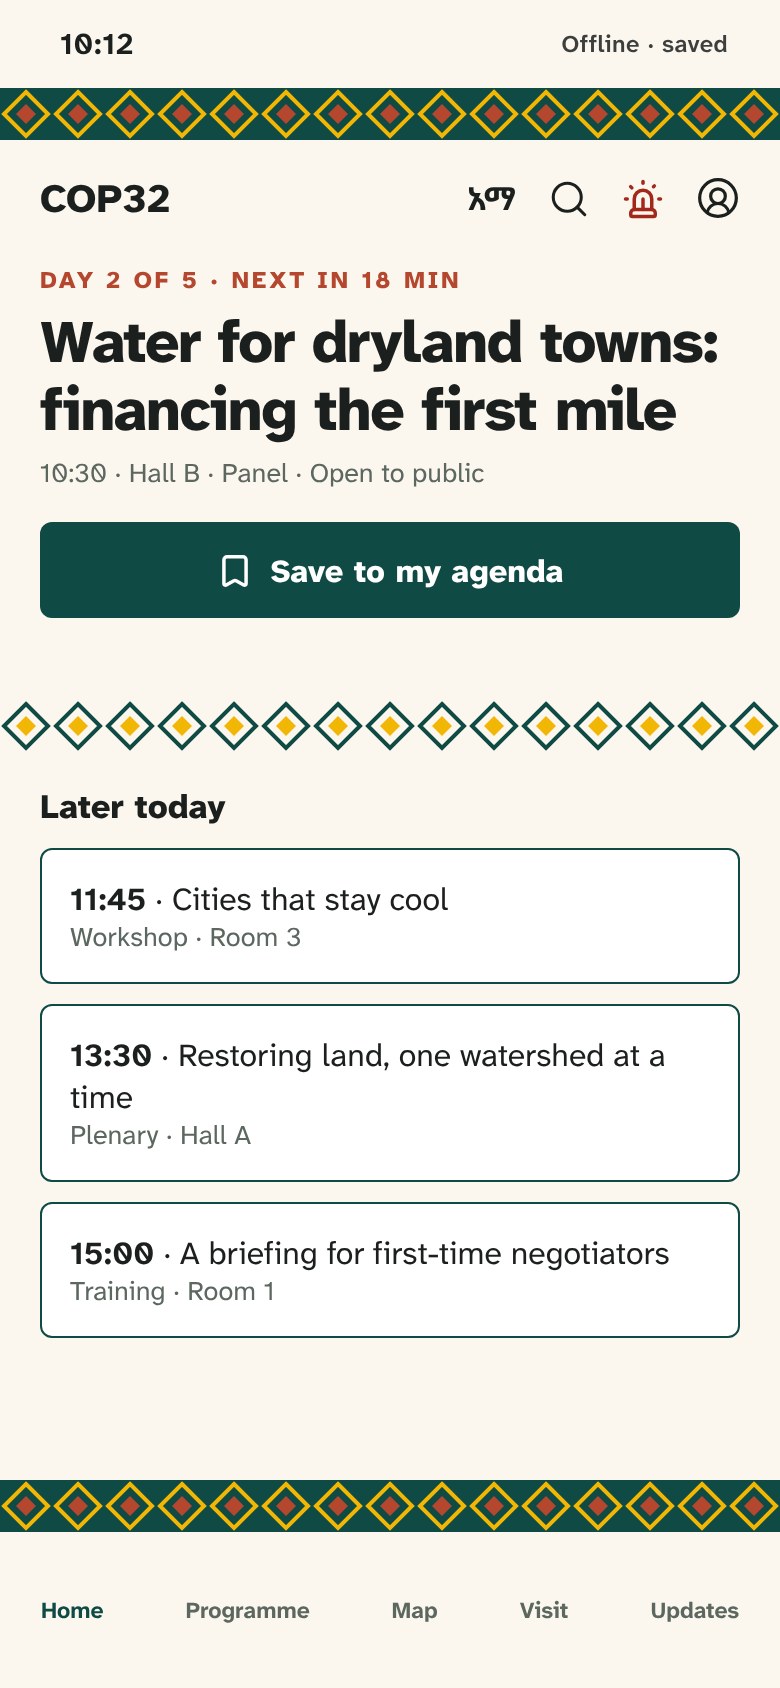 10:12
Offline · saved
COP32
አማ
DAY 2 OF 5 · NEXT IN 18 MIN
Water for dryland towns:
financing the first mile
10:30 · Hall B · Panel · Open to public
Save to my agenda
Later today
11:45 · Cities that stay cool
Workshop · Room 3
13:30 · Restoring land, one watershed at a
time
Plenary · Hall A
15:00 · A briefing for first-time negotiators
Training · Room 1
Home
Programme
Map
Visit
Updates